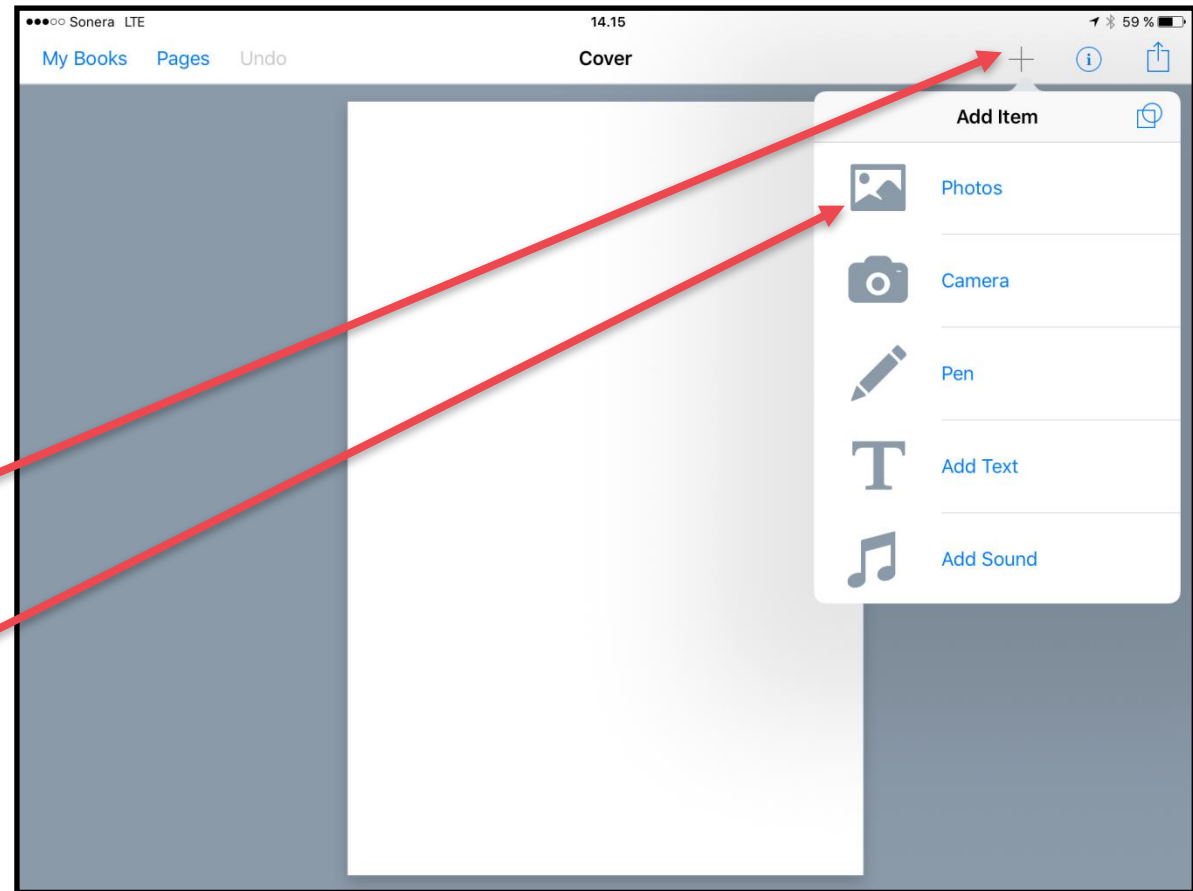 ●●●○○ Sonera LTE 14.15 59 %
My Books Pages Undo Cover
Add Item
Photos
Camera
Pen
Add Text
Add Sound